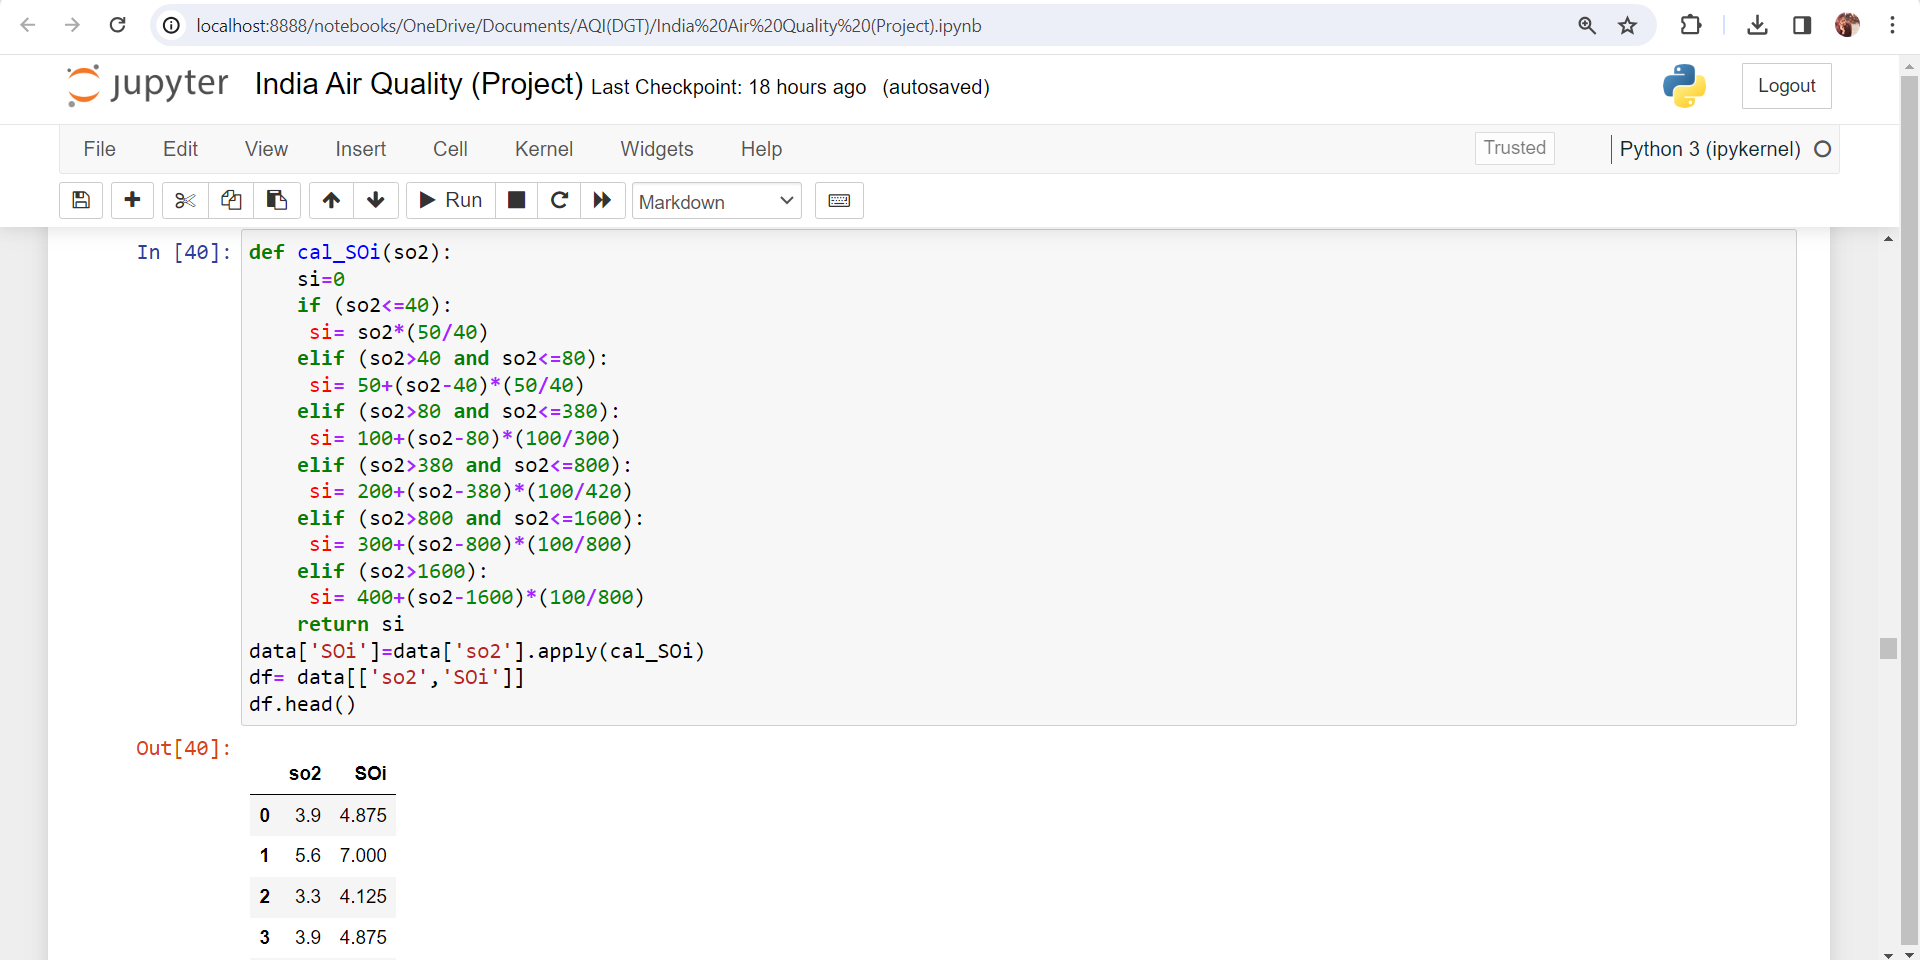 localhost:8888/notebooks/OneDrive/Documents/AQI(DGT)/India%20Air%20Quality%20(Project).ipynb
jupyter India Air Quality (Project) Last Checkpoint: 18 hours ago (autosaved) Logout
File Edit View Insert Cell Kernel Widgets Help Trusted Python 3 (ipykernel)
Run Markdown
In [40]: def cal_SOi(so2):
    si=0
    if (so2<=40):
     si= so2*(50/40)
    elif (so2>40 and so2<=80):
     si= 50+(so2-40)*(50/40)
    elif (so2>80 and so2<=380):
     si= 100+(so2-80)*(100/300)
    elif (so2>380 and so2<=800):
     si= 200+(so2-380)*(100/420)
    elif (so2>800 and so2<=1600):
     si= 300+(so2-800)*(100/800)
    elif (so2>1600):
     si= 400+(so2-1600)*(100/800)
    return si
data['SOi']=data['so2'].apply(cal_SOi)
df= data[['so2','SOi']]
df.head()
Out[40]:
so2 SOi
0 3.9 4.875
1 5.6 7.000
2 3.3 4.125
3 3.9 4.875